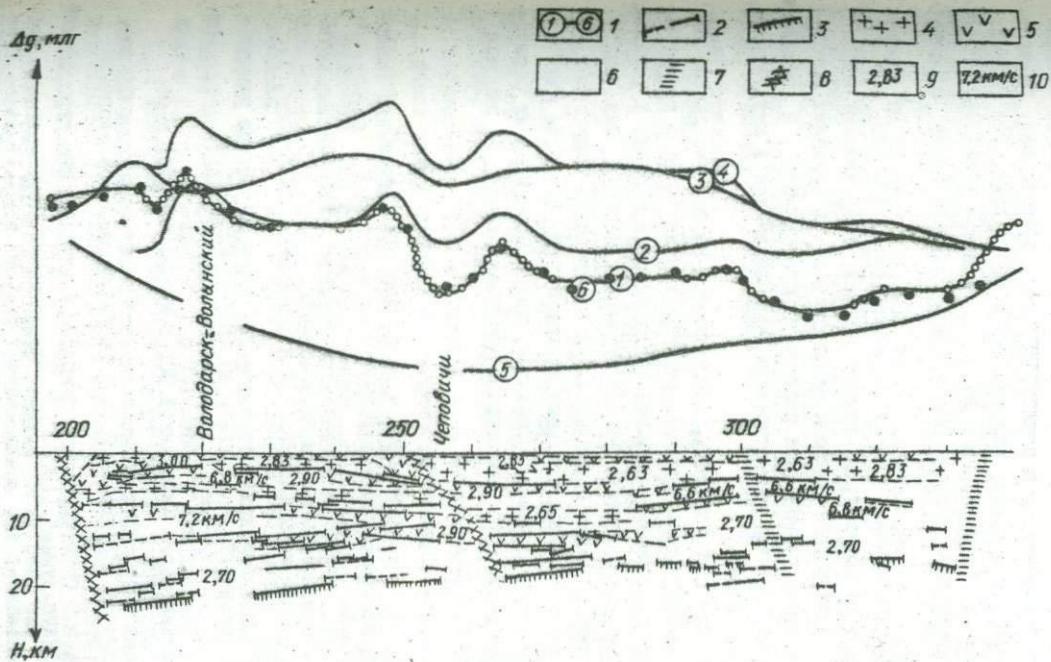 ①–⑥ 1 2 3 4 5
6 7 8 2,83 9 7,2 км/с 10
Δg, млг
④
③
②
①
⑥
⑤
Володарск-Волынский
Чеповичи
200 250 300
3,00 2,83 2,83 2,63 2,63 2,83
6,8 км/с 2,90 2,90 6,6 км/с 6,6 км/с
6,8 км/с
10 7,2 км/с 2,90 2,65 2,70 2,70
20 2,70
H, км